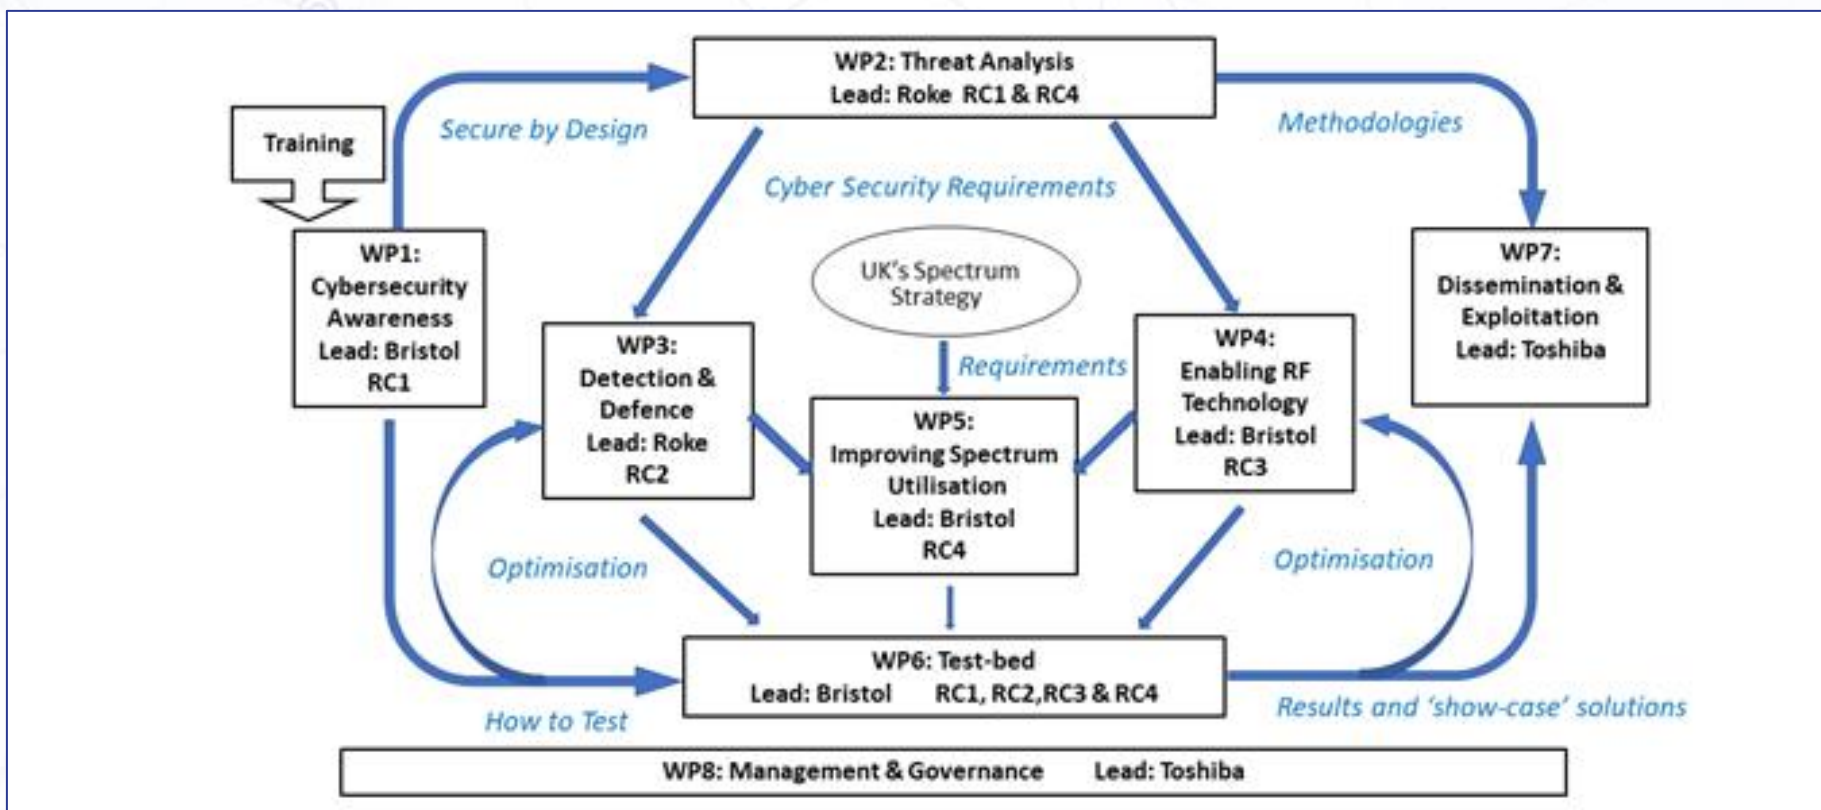 WP2: Threat Analysis
Lead: Roke RC1 & RC4
Training
Secure by Design
Methodologies
Cyber Security Requirements
WP1:
Cybersecurity
Awareness
Lead: Bristol
RC1
UK's Spectrum
Strategy
WP7:
Dissemination &
Exploitation
Lead: Toshiba
WP3:
Detection &
Defence
Lead: Roke
RC2
Requirements
WP4:
Enabling RF
Technology
Lead: Bristol
RC3
WP5:
Improving Spectrum
Utilisation
Lead: Bristol
RC4
Optimisation
Optimisation
WP6: Test-bed
Lead: Bristol RC1, RC2,RC3 & RC4
How to Test
Results and ‘show-case’ solutions
WP8: Management & Governance Lead: Toshiba